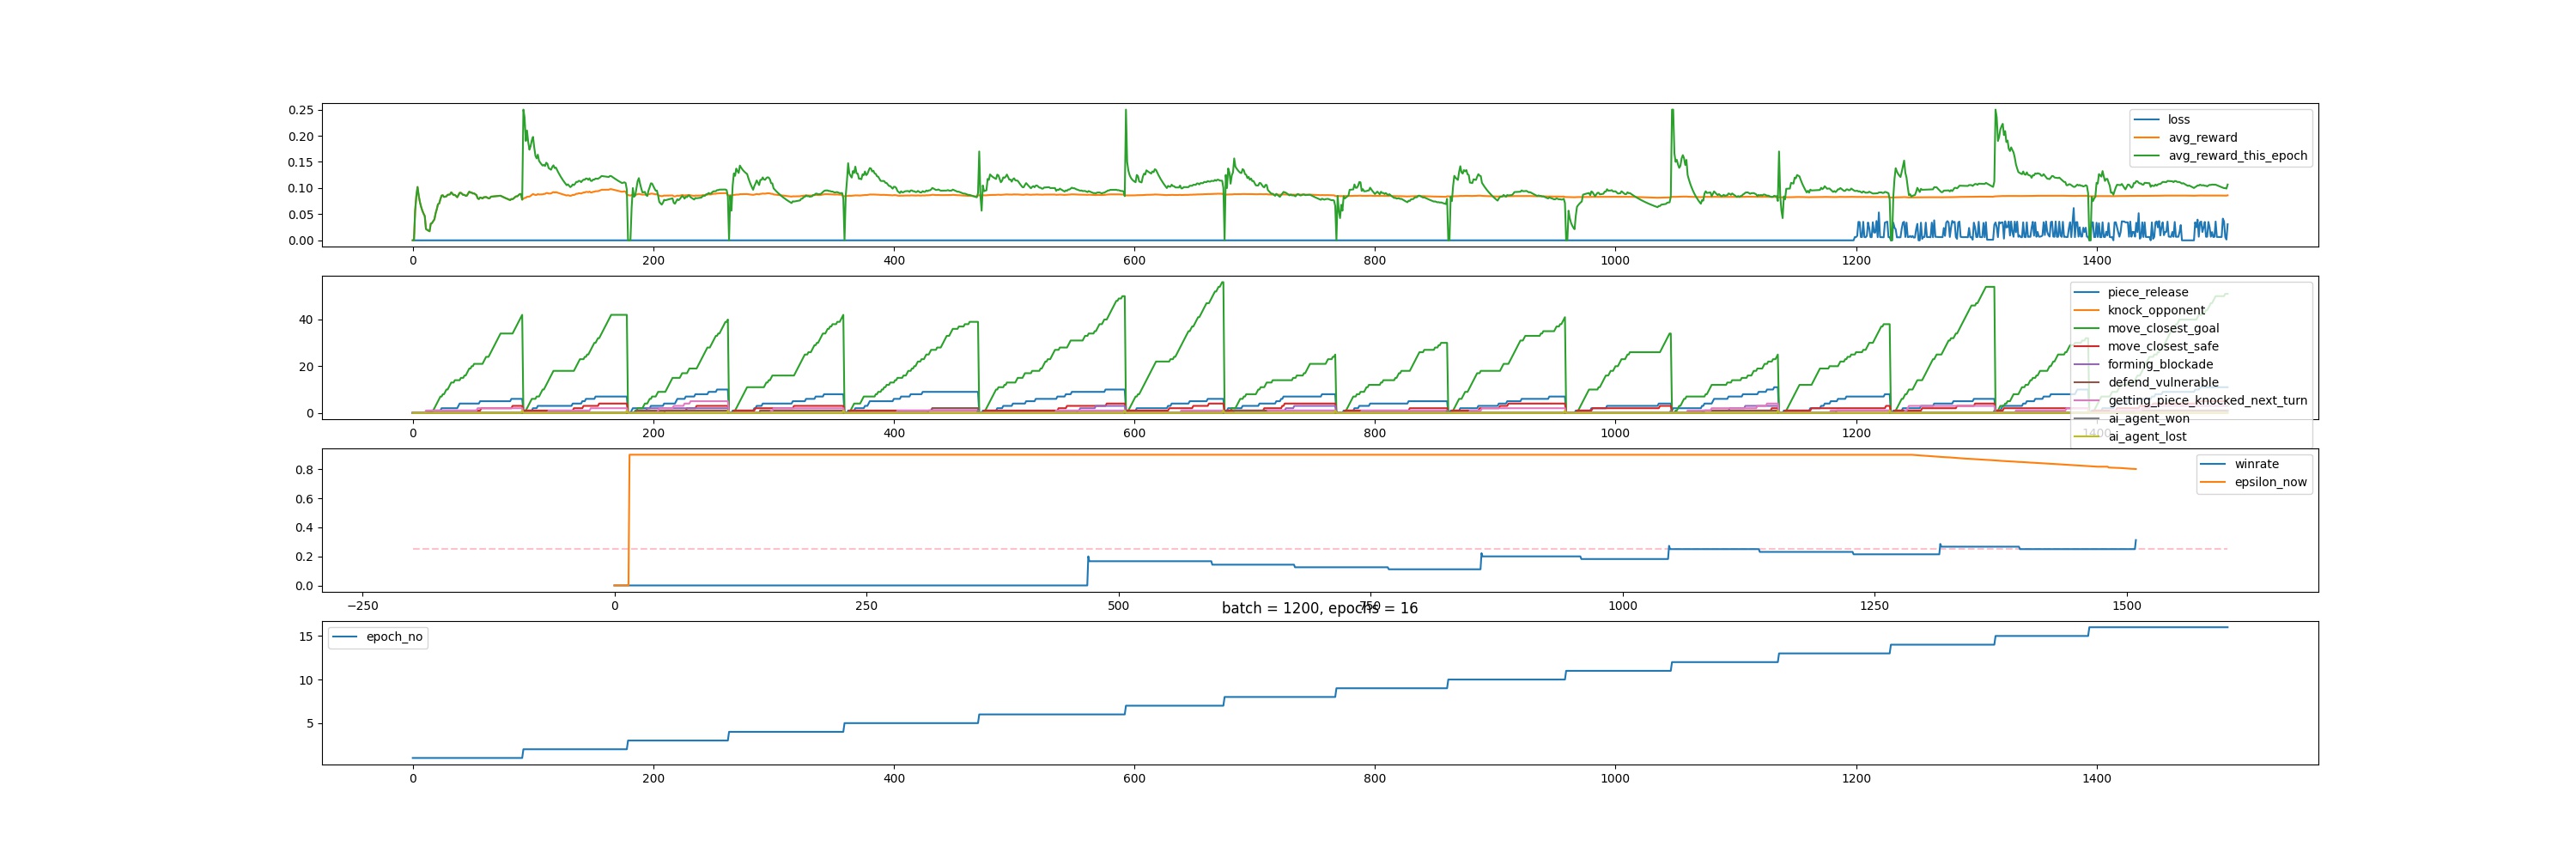 0.25
0.20
0.15
0.10
0.05
0.00
loss
avg_reward
avg_reward_this_epoch
0 200 400 600 800 1000 1200 1400
40
20
0
piece_release
knock_opponent
move_closest_goal
move_closest_safe
forming_blockade
defend_vulnerable
getting_piece_knocked_next_turn
ai_agent_won
ai_agent_lost
0 200 400 600 800 1000 1200 1400
0.8
0.6
0.4
0.2
0.0
winrate
epsilon_now
−250 0 250 500 750 1000 1250 1500
batch = 1200, epochs = 16
15
10
5
epoch_no
0 200 400 600 800 1000 1200 1400